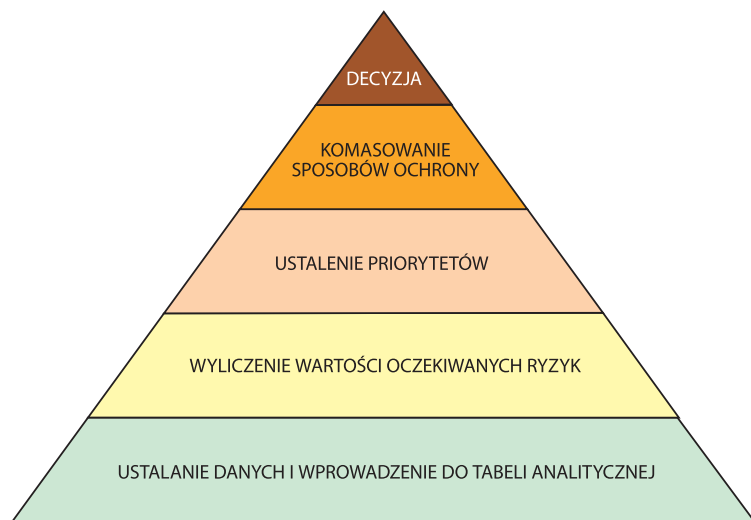 DECYZJA
KOMASOWANIE
SPOSOBÓW OCHRONY
USTALENIE PRIORYTETÓW
WYLICZENIE WARTOŚCI OCZEKIWANYCH RYZYK
USTALANIE DANYCH I WPROWADZENIE DO TABELI ANALITYCZNEJ